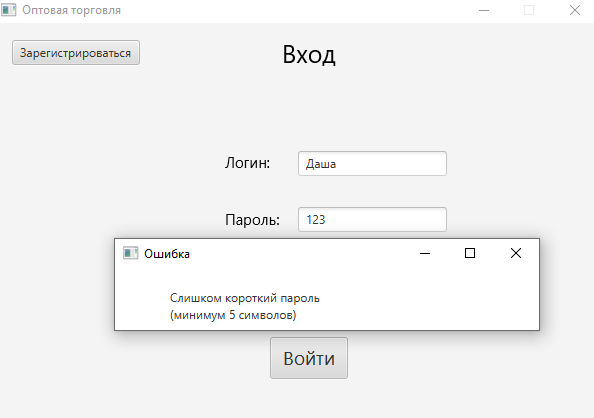 Оптовая торговля
Зарегистрироваться
Вход
Логин:
Даша
Пароль:
123
Ошибка
Слишком короткий пароль
(минимум 5 символов)
Войти